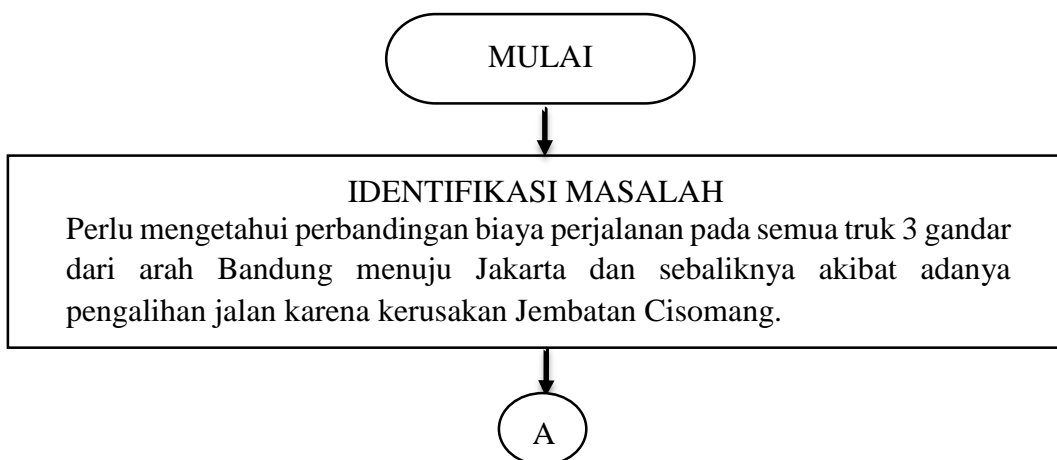 MULAI
IDENTIFIKASI MASALAH
Perlu mengetahui perbandingan biaya perjalanan pada semua truk 3 gandar
dari arah Bandung menuju Jakarta dan sebaliknya akibat adanya
pengalihan jalan karena kerusakan Jembatan Cisomang.
A